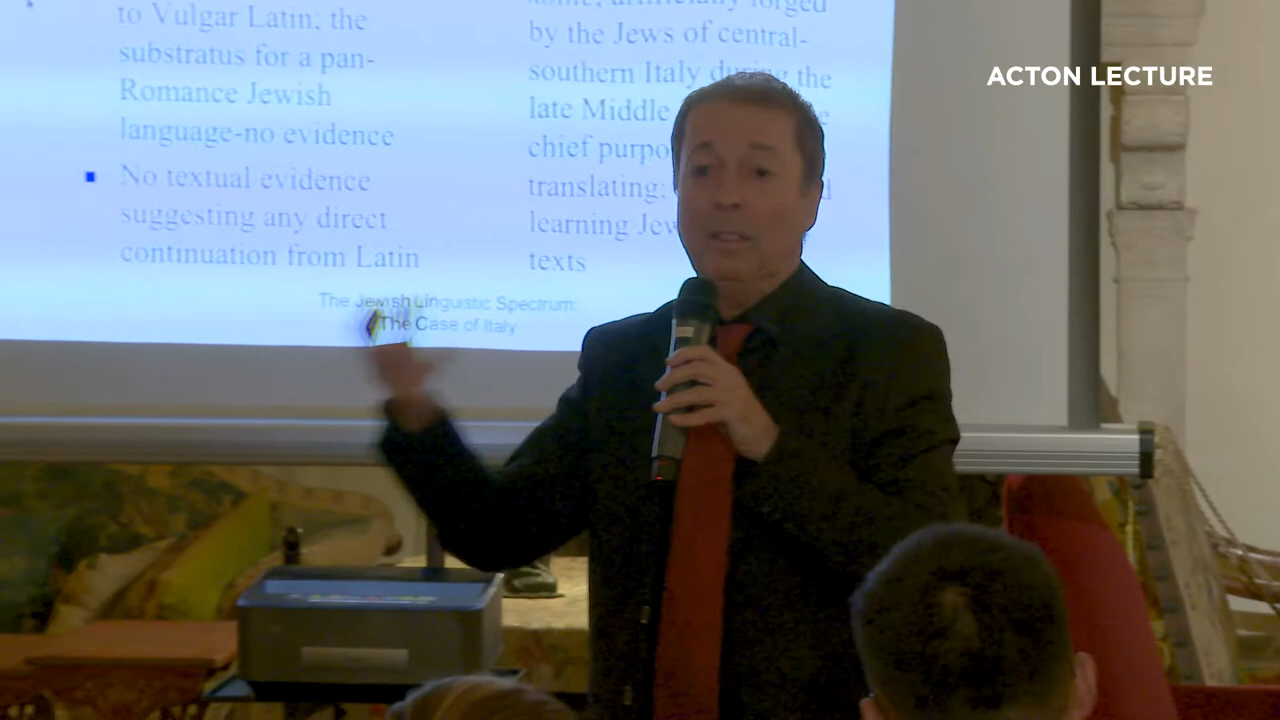 to Vulgar Latin; the
substratus for a pan-
Romance Jewish
language-no evidence
No textual evidence
suggesting any direct
continuation from Latin
artificially forged
by the Jews of central-
southern Italy during the
late Middle
chief
translating;
learning
texts
The Jewish Linguistic Spectrum:
The Case of Italy
ACTON LECTURE